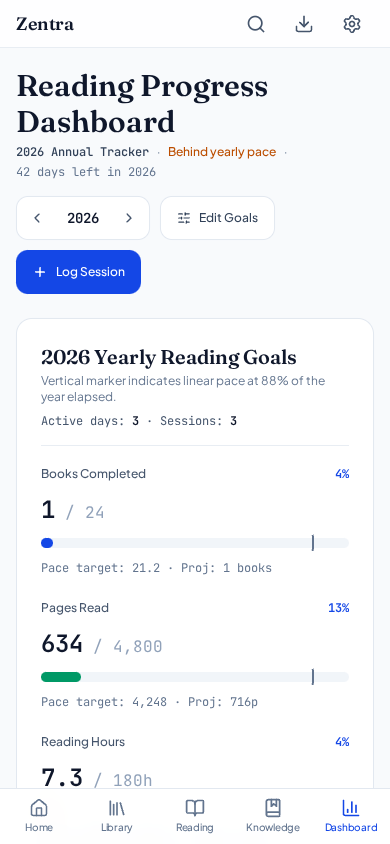 Zentra
Reading Progress
Dashboard
2026 Annual Tracker · Behind yearly pace ·
42 days left in 2026
2026
Edit Goals
Log Session
2026 Yearly Reading Goals
Vertical marker indicates linear pace at 88% of the
year elapsed.
Active days: 3 · Sessions: 3
Books Completed 4%
1 / 24
Pace target: 21.2 · Proj: 1 books
Pages Read 13%
634 / 4,800
Pace target: 4,248 · Proj: 716p
Reading Hours 4%
7.3 / 180h
Home Library Reading Knowledge Dashboard